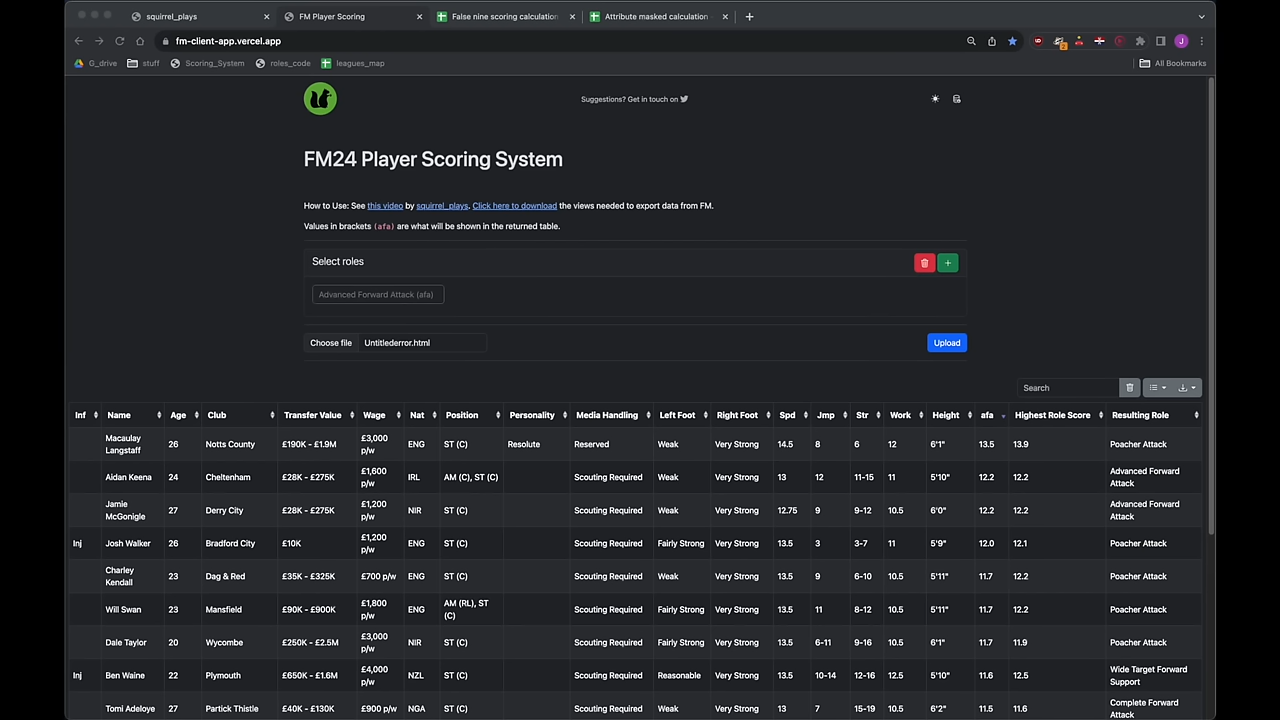 squirrel_plays × FM Player Scoring × False nine scoring calculation × Attribute masked calculation × +
fm-client-app.vercel.app
G_drive stuff Scoring_System roles_code leagues_map All Bookmarks
Suggestions? Get in touch on
FM24 Player Scoring System
How to Use: See this video by squirrel_plays. Click here to download the views needed to export data from FM.
Values in brackets (afa) are what will be shown in the returned table.
Select roles
Advanced Forward Attack (afa)
Choose file Untitlederror.html Upload
Search
Inf Name Age Club Transfer Value Wage Nat Position Personality Media Handling Left Foot Right Foot Spd Jmp Str Work Height afa Highest Role Score Resulting Role
Macaulay Langstaff 26 Notts County £190K - £1.9M £3,000 p/w ENG ST (C) Resolute Reserved Weak Very Strong 14.5 8 6 12 6'1" 13.5 13.9 Poacher Attack
Aidan Keena 24 Cheltenham £28K - £275K £1,600 p/w IRL AM (C), ST (C) Scouting Required Weak Very Strong 13 12 11-15 11 5'10" 12.2 12.2 Advanced Forward Attack
Jamie McGonigle 27 Derry City £28K - £275K £1,200 p/w NIR ST (C) Scouting Required Weak Very Strong 12.75 9 9-12 10.5 6'0" 12.2 12.2 Advanced Forward Attack
Inj Josh Walker 26 Bradford City £10K £1,200 p/w ENG ST (C) Scouting Required Fairly Strong Very Strong 13.5 3 3-7 11 5'9" 12.0 12.1 Poacher Attack
Charley Kendall 23 Dag & Red £35K - £325K £700 p/w ENG ST (C) Scouting Required Weak Very Strong 13.5 9 6-10 10.5 5'11" 11.7 12.2 Poacher Attack
Will Swan 23 Mansfield £90K - £900K £1,800 p/w ENG AM (RL), ST (C) Scouting Required Fairly Strong Very Strong 13.5 11 8-12 10.5 5'11" 11.7 12.2 Poacher Attack
Dale Taylor 20 Wycombe £250K - £2.5M £3,000 p/w NIR ST (C) Scouting Required Fairly Strong Very Strong 13.5 6-11 9-16 10.5 6'1" 11.7 11.9 Poacher Attack
Inj Ben Waine 22 Plymouth £650K - £1.6M £4,000 p/w NZL ST (C) Scouting Required Reasonable Very Strong 13.5 10-14 12-16 12.5 5'10" 11.6 12.5 Wide Target Forward Support
Tomi Adeloye 27 Partick Thistle £40K - £130K £900 p/w NGA ST (C) Scouting Required Weak Very Strong 13 7 15-19 10.5 6'2" 11.5 11.6 Complete Forward Attack